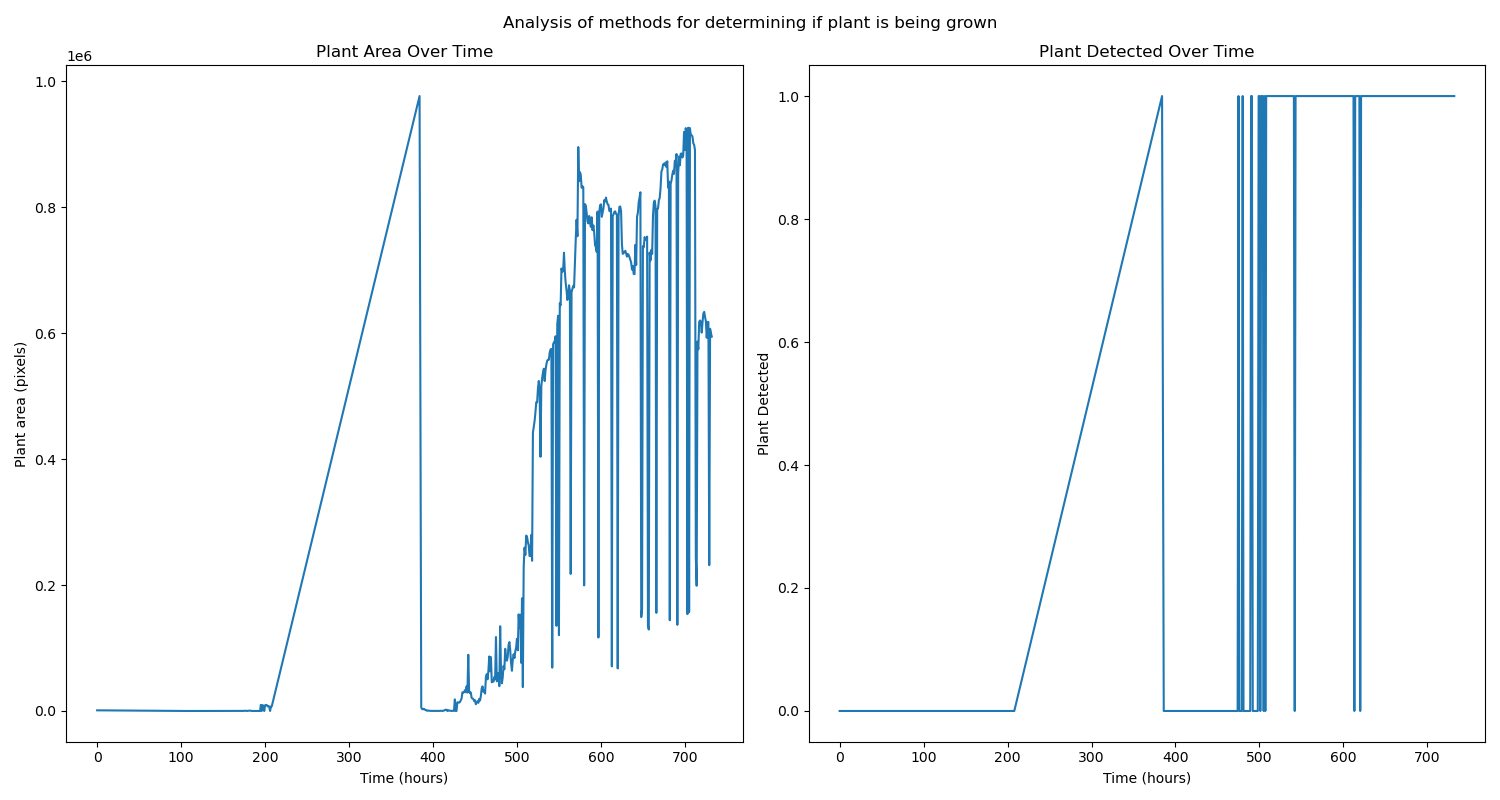 Analysis of methods for determining if plant is being grown
Plant Area Over Time
1e6
1.0
0.8
0.6
0.4
0.2
0.0
Plant area (pixels)
0 100 200 300 400 500 600 700
Time (hours)
Plant Detected Over Time
1.0
0.8
0.6
0.4
0.2
0.0
Plant Detected
0 100 200 300 400 500 600 700
Time (hours)